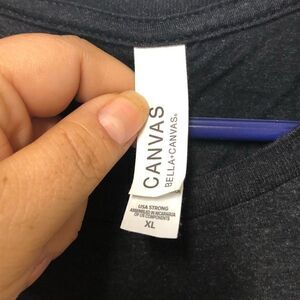 CANVAS
BELLA+CANVAS®
USA STRONG
ASSEMBLED IN NICARAGUA
OF US COMPONENTS
XL